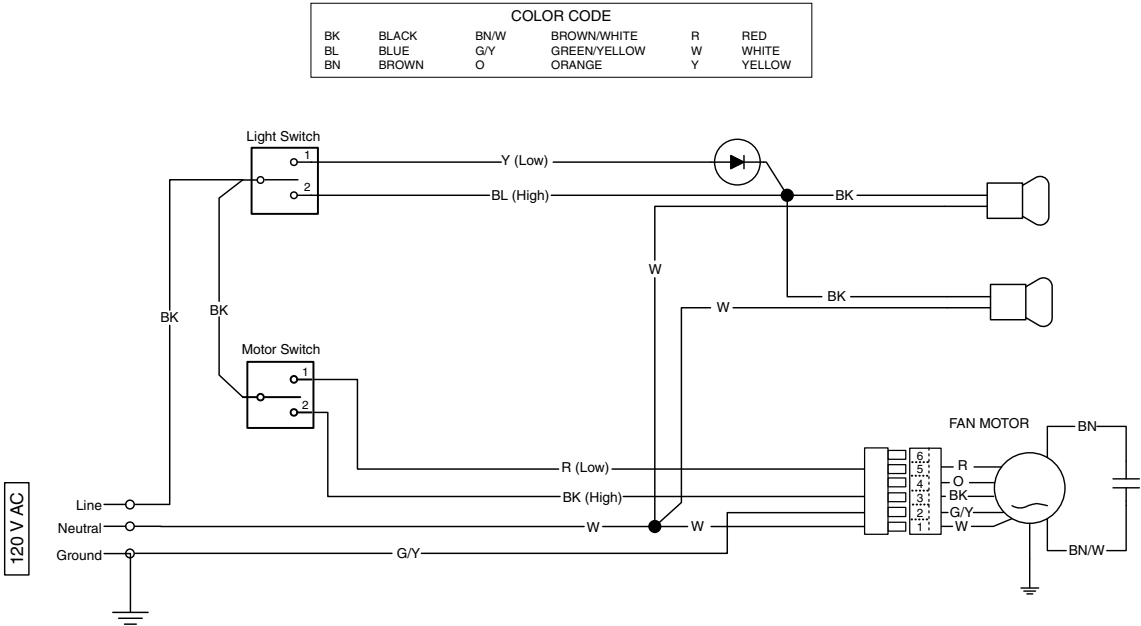 COLOR CODE
BK BLACK BN/W BROWN/WHITE R RED
BL BLUE G/Y GREEN/YELLOW W WHITE
BN BROWN O ORANGE Y YELLOW
Light Switch
1
Y (Low)
2
BL (High)
BK
W
BK
W
BK
BK
Motor Switch
1
2
FAN MOTOR
BN
R (Low)
6
5
R
4
O
BK (High)
3
BK
2
G/Y
1
W
120 V AC
Line
Neutral
W
W
Ground
G/Y
BN/W